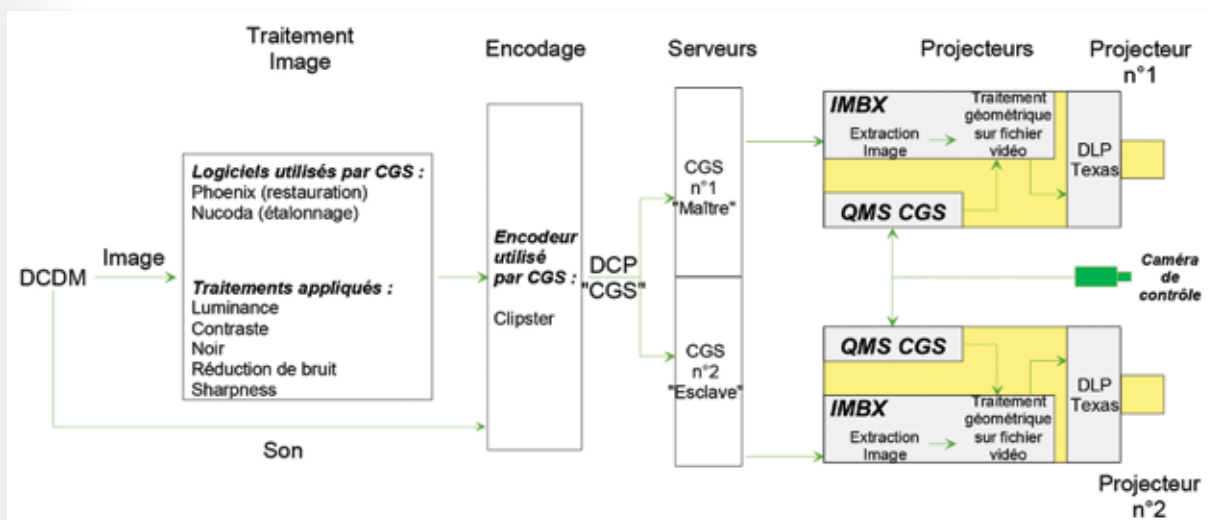 Traitement
Image
Encodage
Serveurs
Projecteurs
Projecteur
n°1
DCDM
Image
Son
Logiciels utilisés par CGS :
Phoenix (restauration)
Nucoda (étalonnage)
Traitements appliqués :
Luminance
Contraste
Noir
Réduction de bruit
Sharpness
Encodeur
utilisé
par CGS :
Clipster
DCP
"CGS"
CGS
n°1
"Maître"
CGS
n°2
"Esclave"
IMBX
Extraction
Image
Traitement
géométrique
sur fichier
vidéo
QMS CGS
DLP
Texas
Caméra
de
contrôle
QMS CGS
IMBX
Extraction
Image
Traitement
géométrique
sur fichier
vidéo
DLP
Texas
Projecteur
n°2